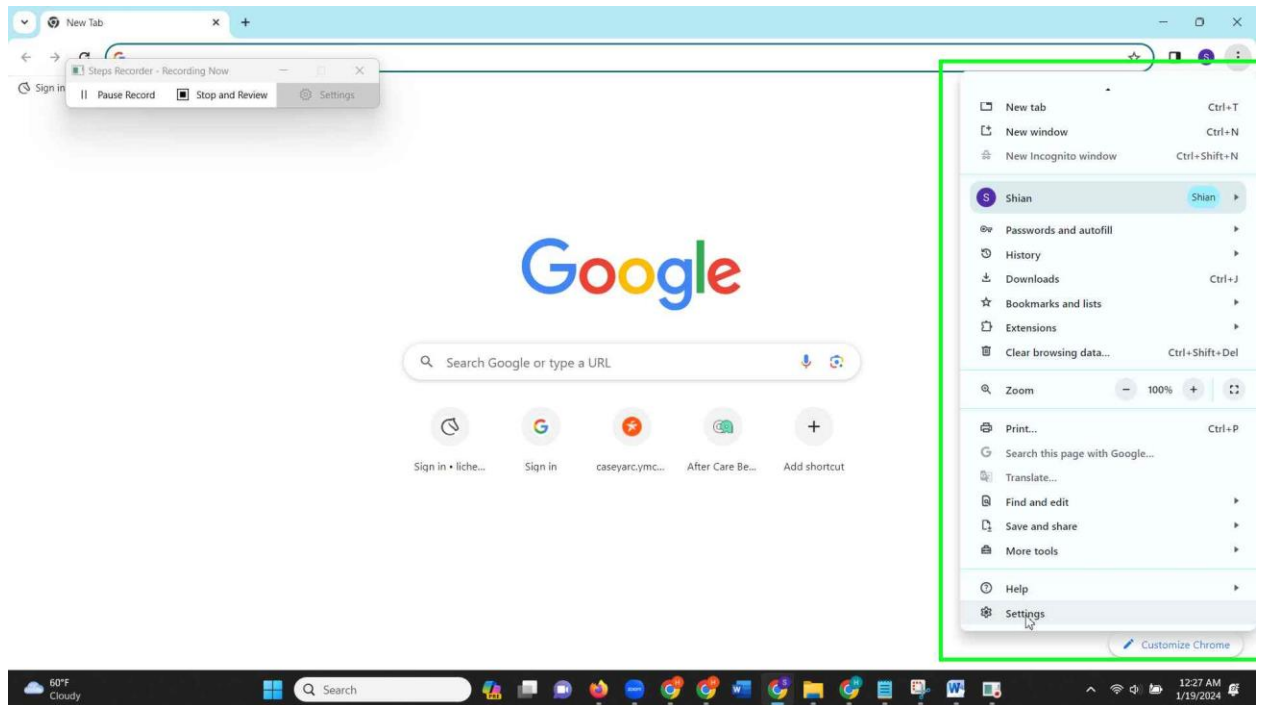 New Tab
Steps Recorder - Recording Now
Sign in
Pause Record Stop and Review Settings
New tab Ctrl+T
New window Ctrl+N
New Incognito window Ctrl+Shift+N
S Shian Shian
Passwords and autofill
History
Downloads Ctrl+J
Bookmarks and lists
Extensions
Clear browsing data... Ctrl+Shift+Del
Zoom - 100% +
Print... Ctrl+P
Search this page with Google...
Translate...
Find and edit
Save and share
More tools
Help
Settings
Customize Chrome
Google
Search Google or type a URL
Sign in • liche... Sign in caseyarc.ymc... After Care Be... Add shortcut
60°F
Cloudy
Search
12:27 AM
1/19/2024